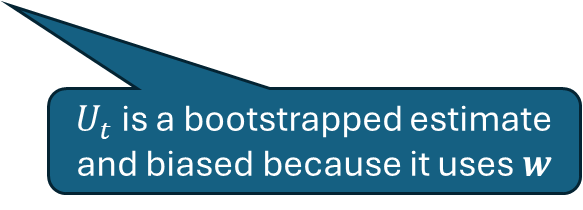 U_t is a bootstrapped estimate
and biased because it uses w